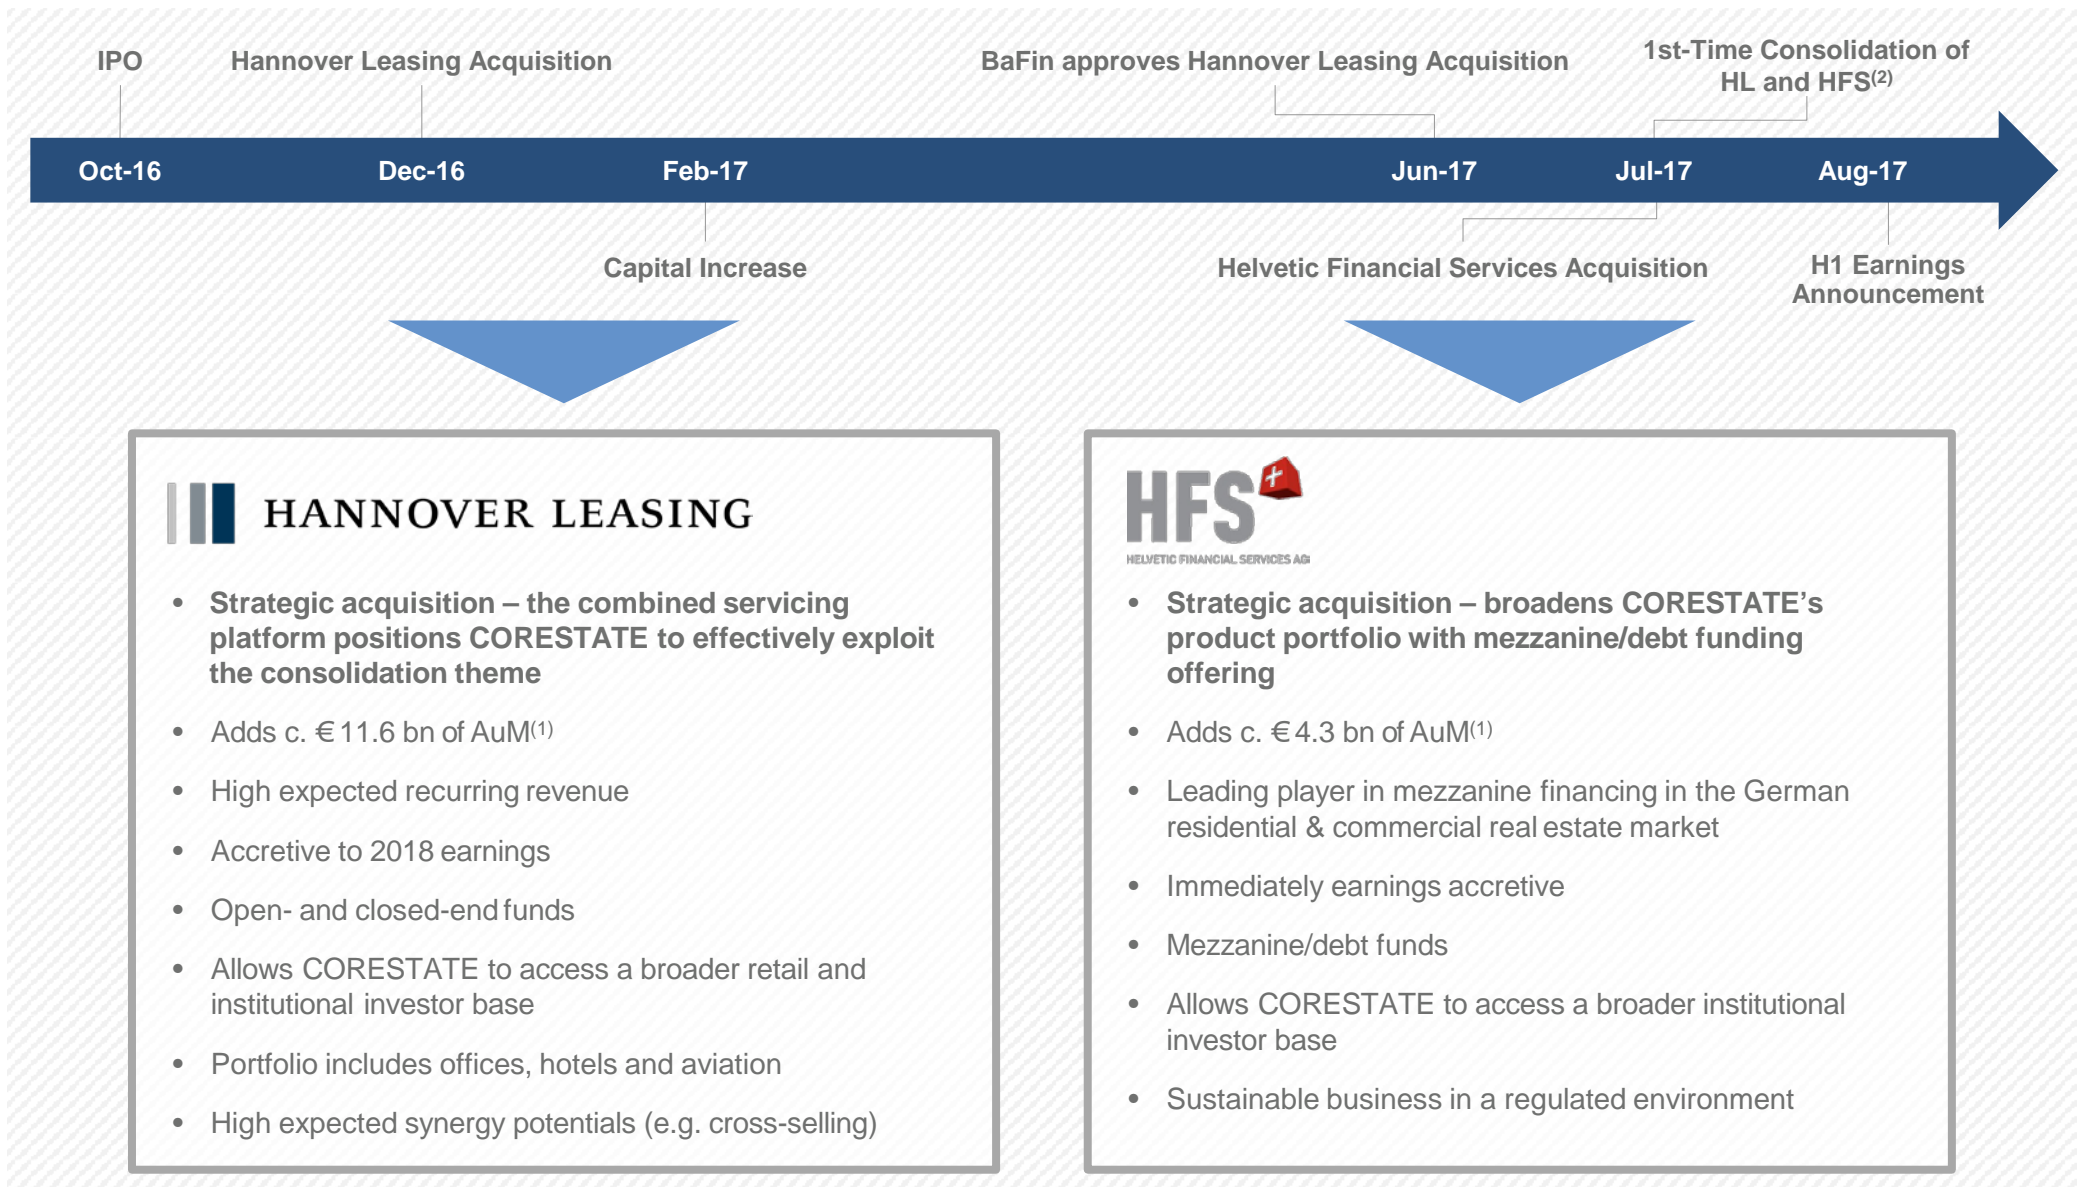 IPO
Hannover Leasing Acquisition
BaFin approves Hannover Leasing Acquisition
1st-Time Consolidation of
HL and HFS(2)
Oct-16
Dec-16
Feb-17
Jun-17
Jul-17
Aug-17
Capital Increase
Helvetic Financial Services Acquisition
H1 Earnings
Announcement
HANNOVER LEASING
• Strategic acquisition – the combined servicing
platform positions CORESTATE to effectively exploit
the consolidation theme
• Adds c. €11.6 bn of AuM(1)
• High expected recurring revenue
• Accretive to 2018 earnings
• Open- and closed-end funds
• Allows CORESTATE to access a broader retail and
institutional investor base
• Portfolio includes offices, hotels and aviation
• High expected synergy potentials (e.g. cross-selling)
HFS
HELVETIC FINANCIAL SERVICES AG
• Strategic acquisition – broadens CORESTATE’s
product portfolio with mezzanine/debt funding
offering
• Adds c. €4.3 bn of AuM(1)
• Leading player in mezzanine financing in the German
residential & commercial real estate market
• Immediately earnings accretive
• Mezzanine/debt funds
• Allows CORESTATE to access a broader institutional
investor base
• Sustainable business in a regulated environment